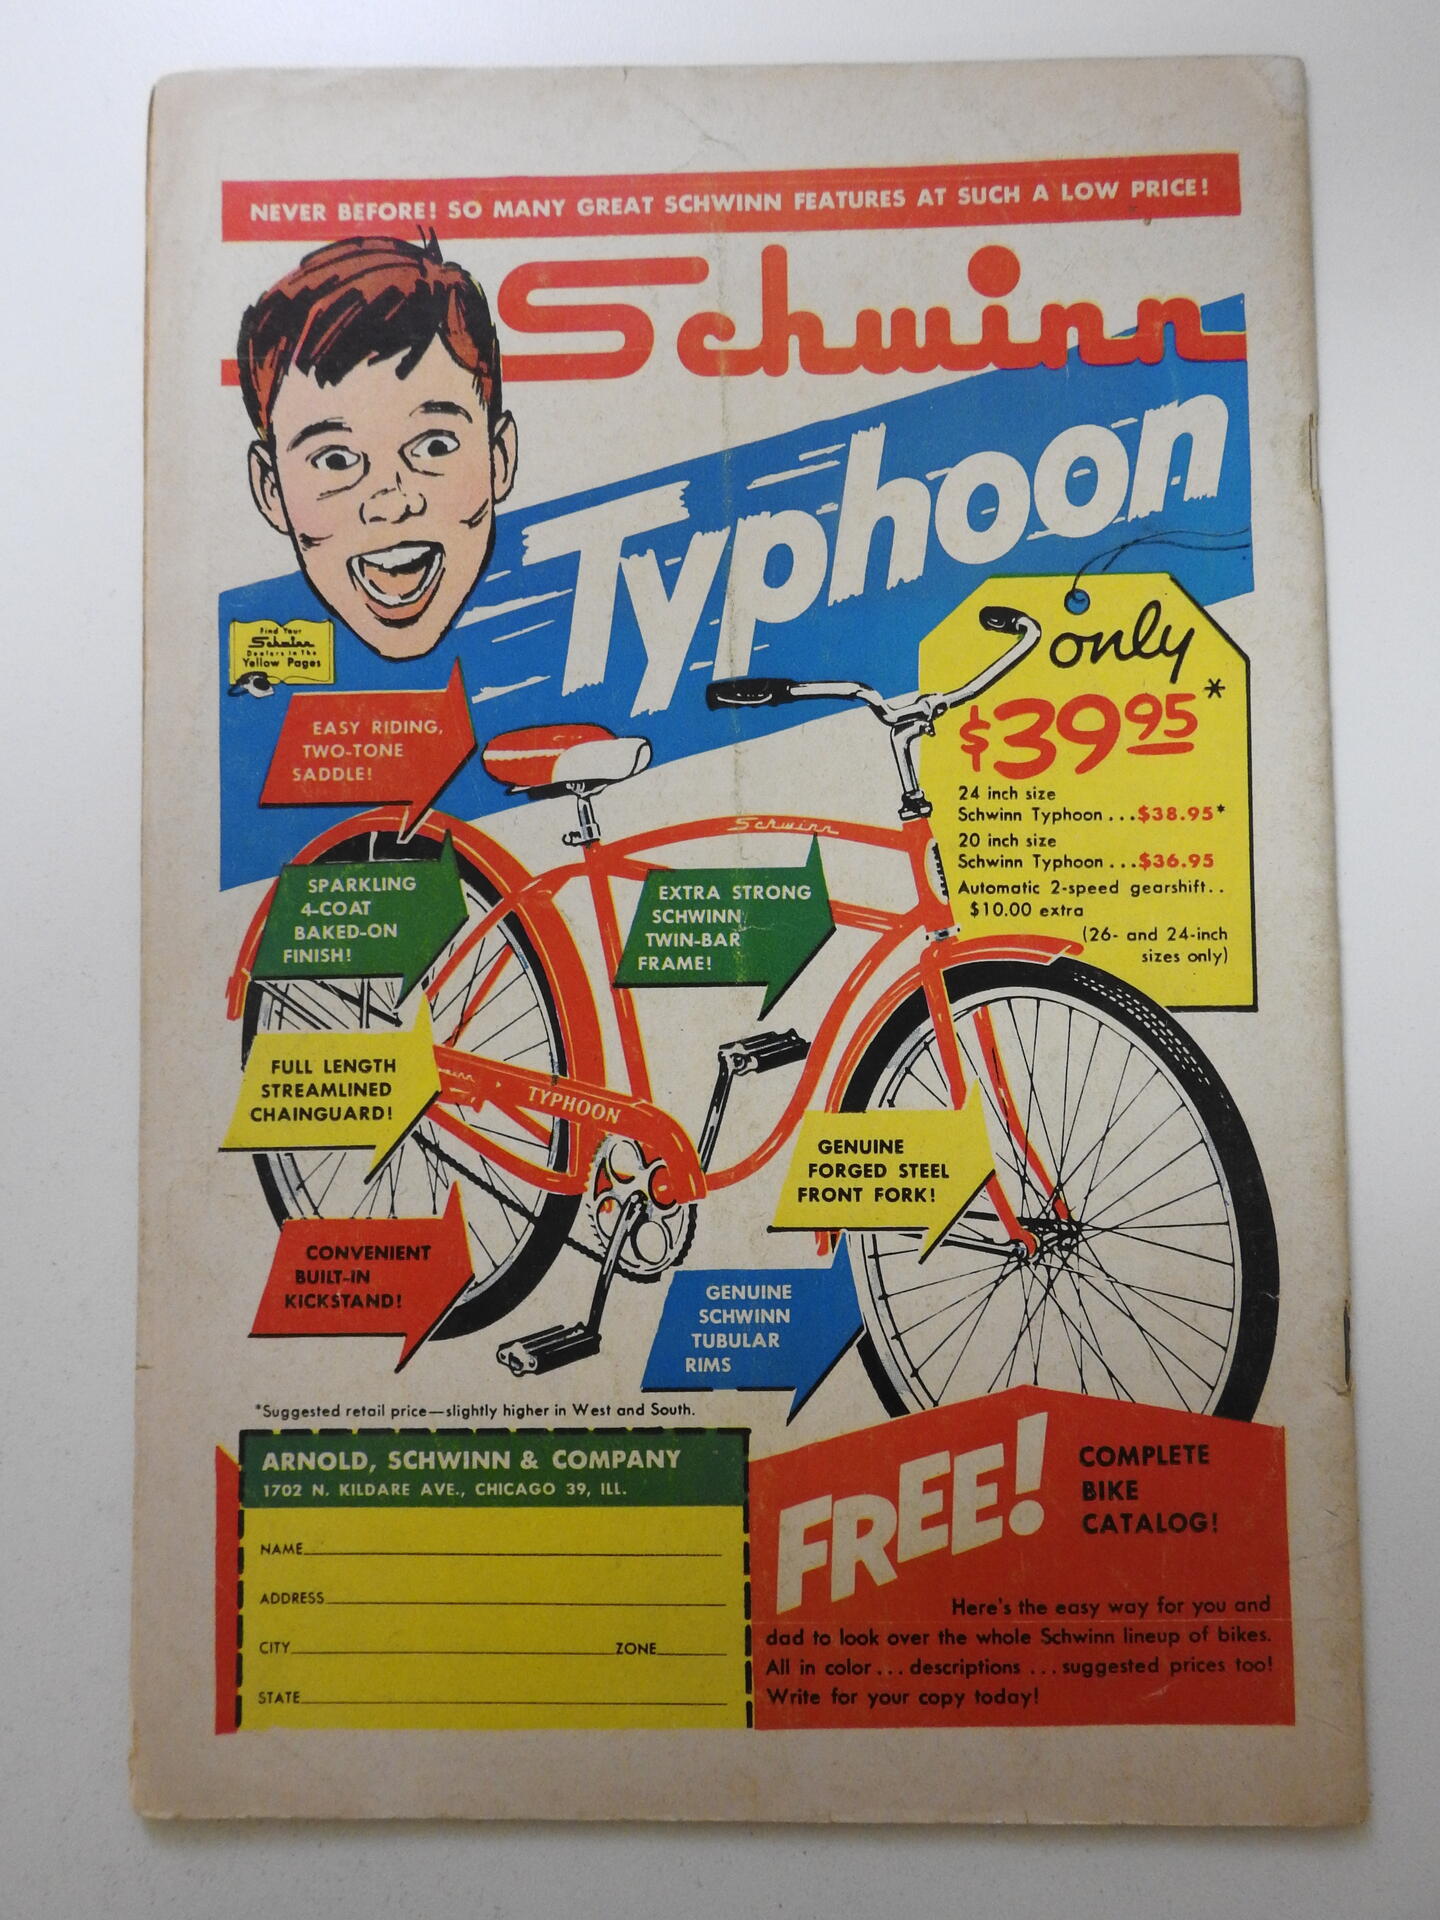 NEVER BEFORE! SO MANY GREAT SCHWINN FEATURES AT SUCH A LOW PRICE!
Schwinn
Typhoon
Find Your
Schwinn
Dealers in the
Yellow Pages
only
$39.95*
24 inch size
Schwinn Typhoon...$38.95*
20 inch size
Schwinn Typhoon...$36.95
Automatic 2-speed gearshift..
$10.00 extra
(26- and 24-inch
sizes only)
EASY RIDING,
TWO-TONE
SADDLE!
Schwinn
SPARKLING
4-COAT
BAKED-ON
FINISH!
EXTRA STRONG
SCHWINN
TWIN-BAR
FRAME!
FULL LENGTH
STREAMLINED
CHAINGUARD!
TYPHOON
GENUINE
FORGED STEEL
FRONT FORK!
CONVENIENT
BUILT-IN
KICKSTAND!
GENUINE
SCHWINN
TUBULAR
RIMS
*Suggested retail price—slightly higher in West and South.
ARNOLD, SCHWINN & COMPANY
1702 N. KILDARE AVE., CHICAGO 39, ILL.
NAME
ADDRESS
CITY ZONE
STATE
FREE!
COMPLETE
BIKE
CATALOG!
Here's the easy way for you and
dad to look over the whole Schwinn lineup of bikes.
All in color...descriptions...suggested prices too!
Write for your copy today!